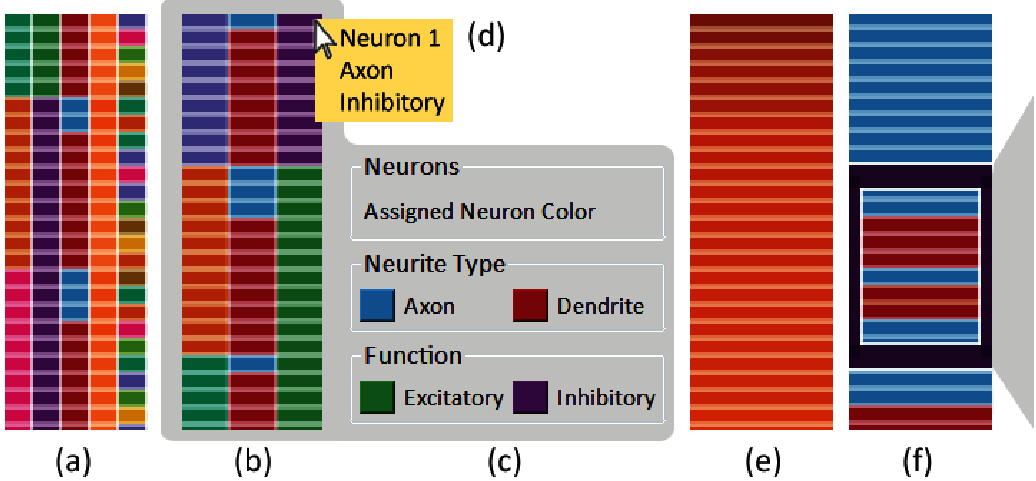 Neuron 1
Axon
Inhibitory
(d)
Neurons
Assigned Neuron Color
Neurite Type
Axon Dendrite
Function
Excitatory Inhibitory
(a) (b) (c) (e) (f)